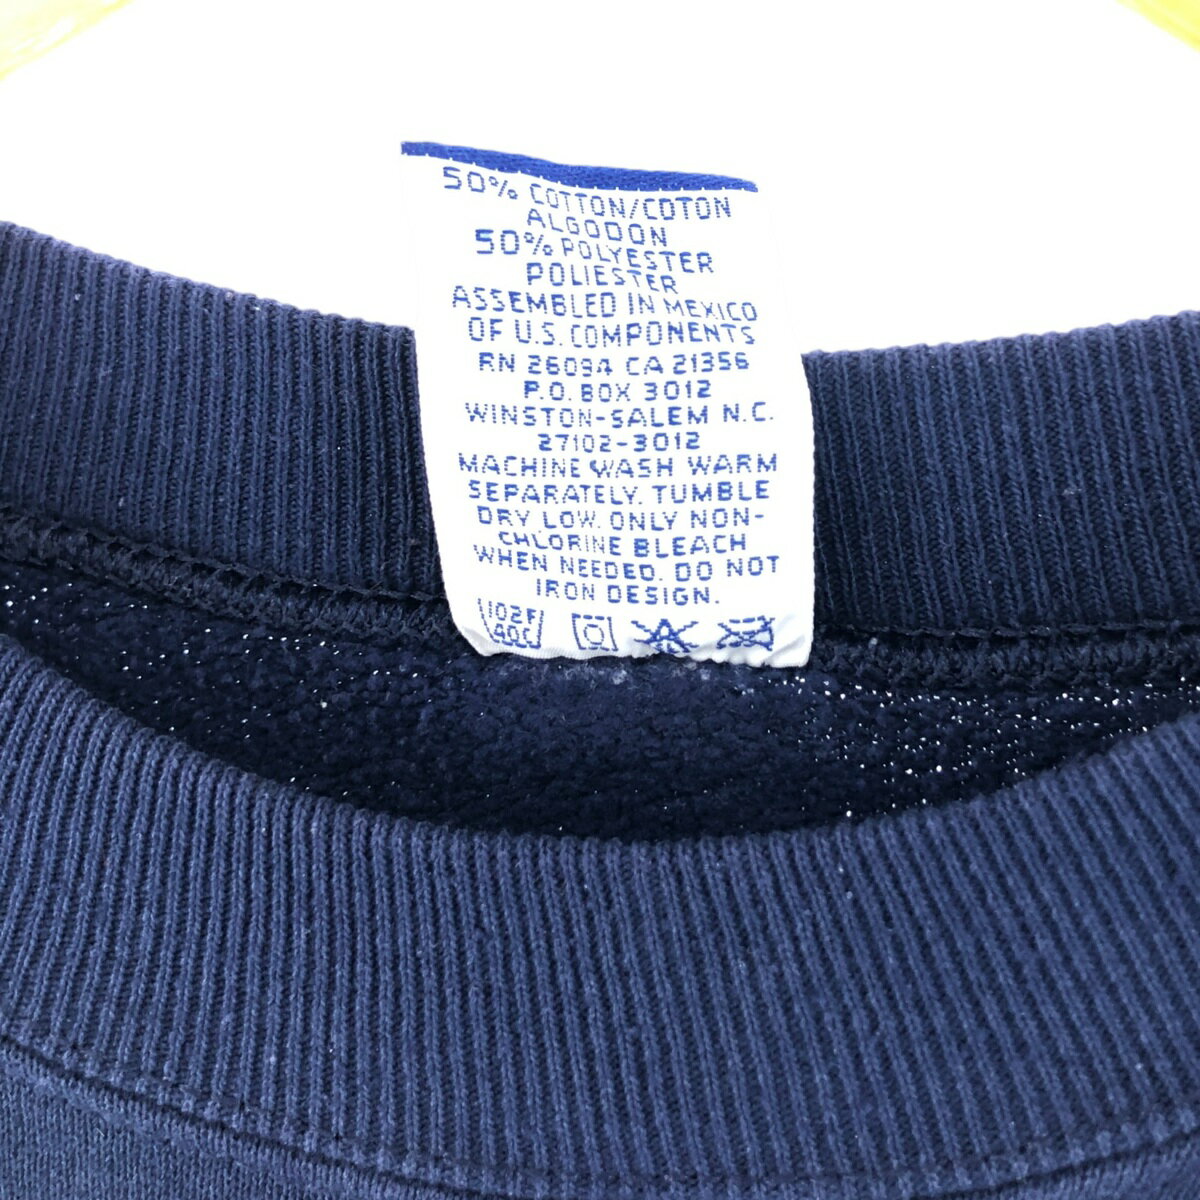 50% COTTON/COTON
ALGODON
50% POLYESTER
POLIESTER
ASSEMBLED IN MEXICO
OF U.S. COMPONENTS
RN 26094 CA 21356
P.O. BOX 3012
WINSTON-SALEM N.C.
27102-3012
MACHINE WASH WARM
SEPARATELY. TUMBLE
DRY LOW. ONLY NON-
CHLORINE BLEACH
WHEN NEEDED. DO NOT
IRON DESIGN.
102F
40C